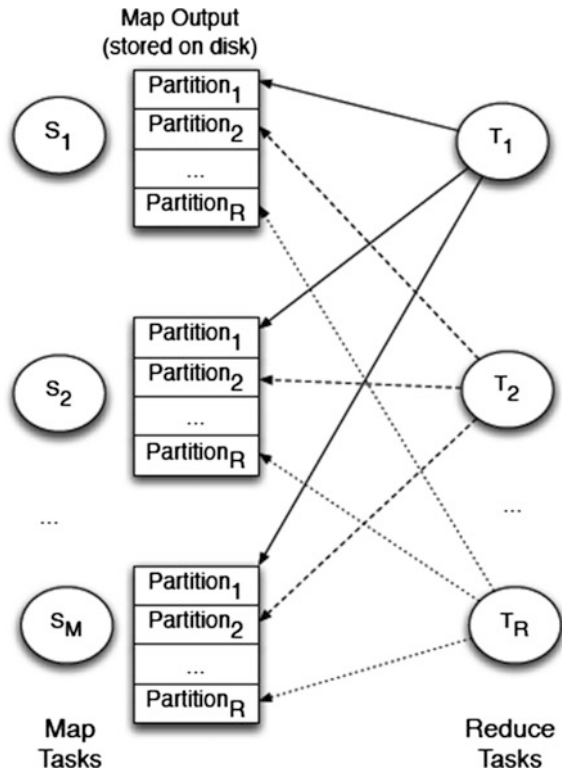 Map Output
(stored on disk)
S1
Partition1
Partition2
...
PartitionR
T1
S2
Partition1
Partition2
...
PartitionR
T2
...
...
SM
Partition1
Partition2
...
PartitionR
TR
Map
Tasks
Reduce
Tasks